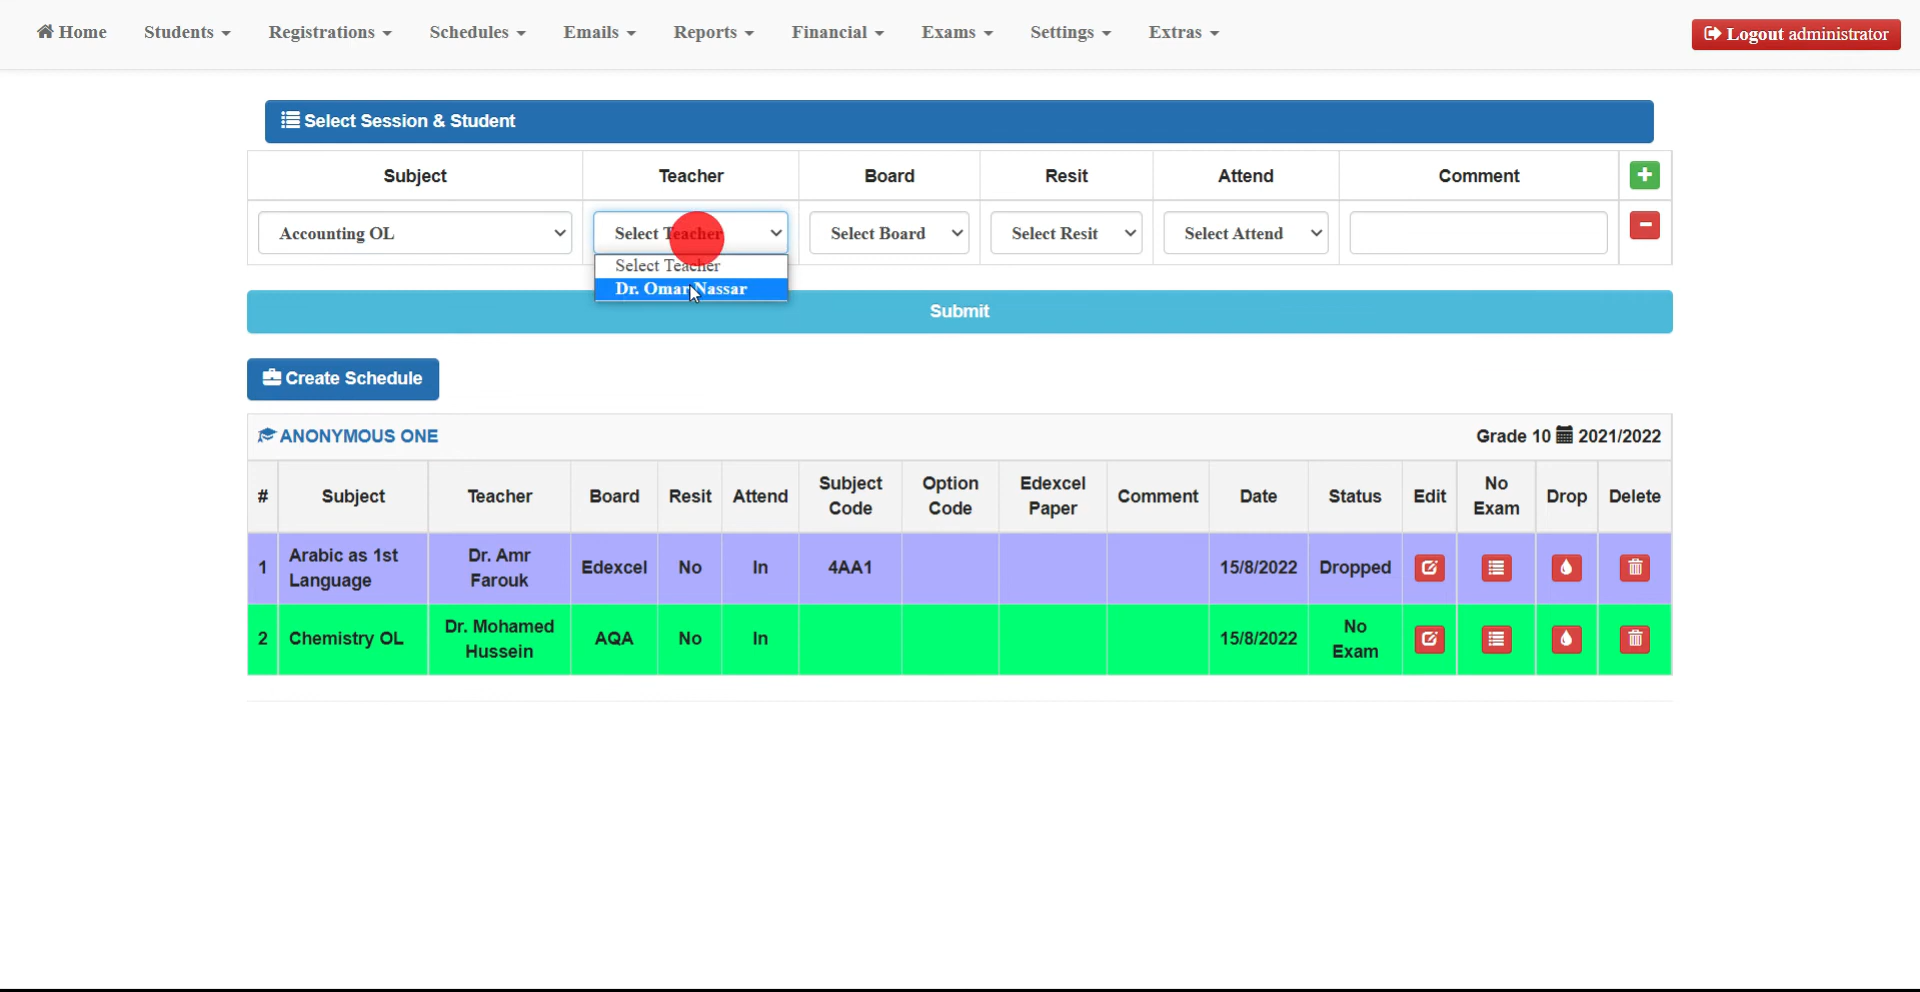 Home Students Registrations Schedules Emails Reports Financial Exams Settings Extras Logout administrator
Select Session & Student
Subject Teacher Board Resit Attend Comment
Accounting OL Select Teacher Select Board Select Resit Select Attend
Select Teacher
Dr. Omar Nassar
Submit
Create Schedule
ANONYMOUS ONE Grade 10 2021/2022
# Subject Teacher Board Resit Attend Subject Code Option Code Edexcel Paper Comment Date Status Edit No Exam Drop Delete
1 Arabic as 1st Language Dr. Amr Farouk Edexcel No In 4AA1 15/8/2022 Dropped
2 Chemistry OL Dr. Mohamed Hussein AQA No In 15/8/2022 No Exam